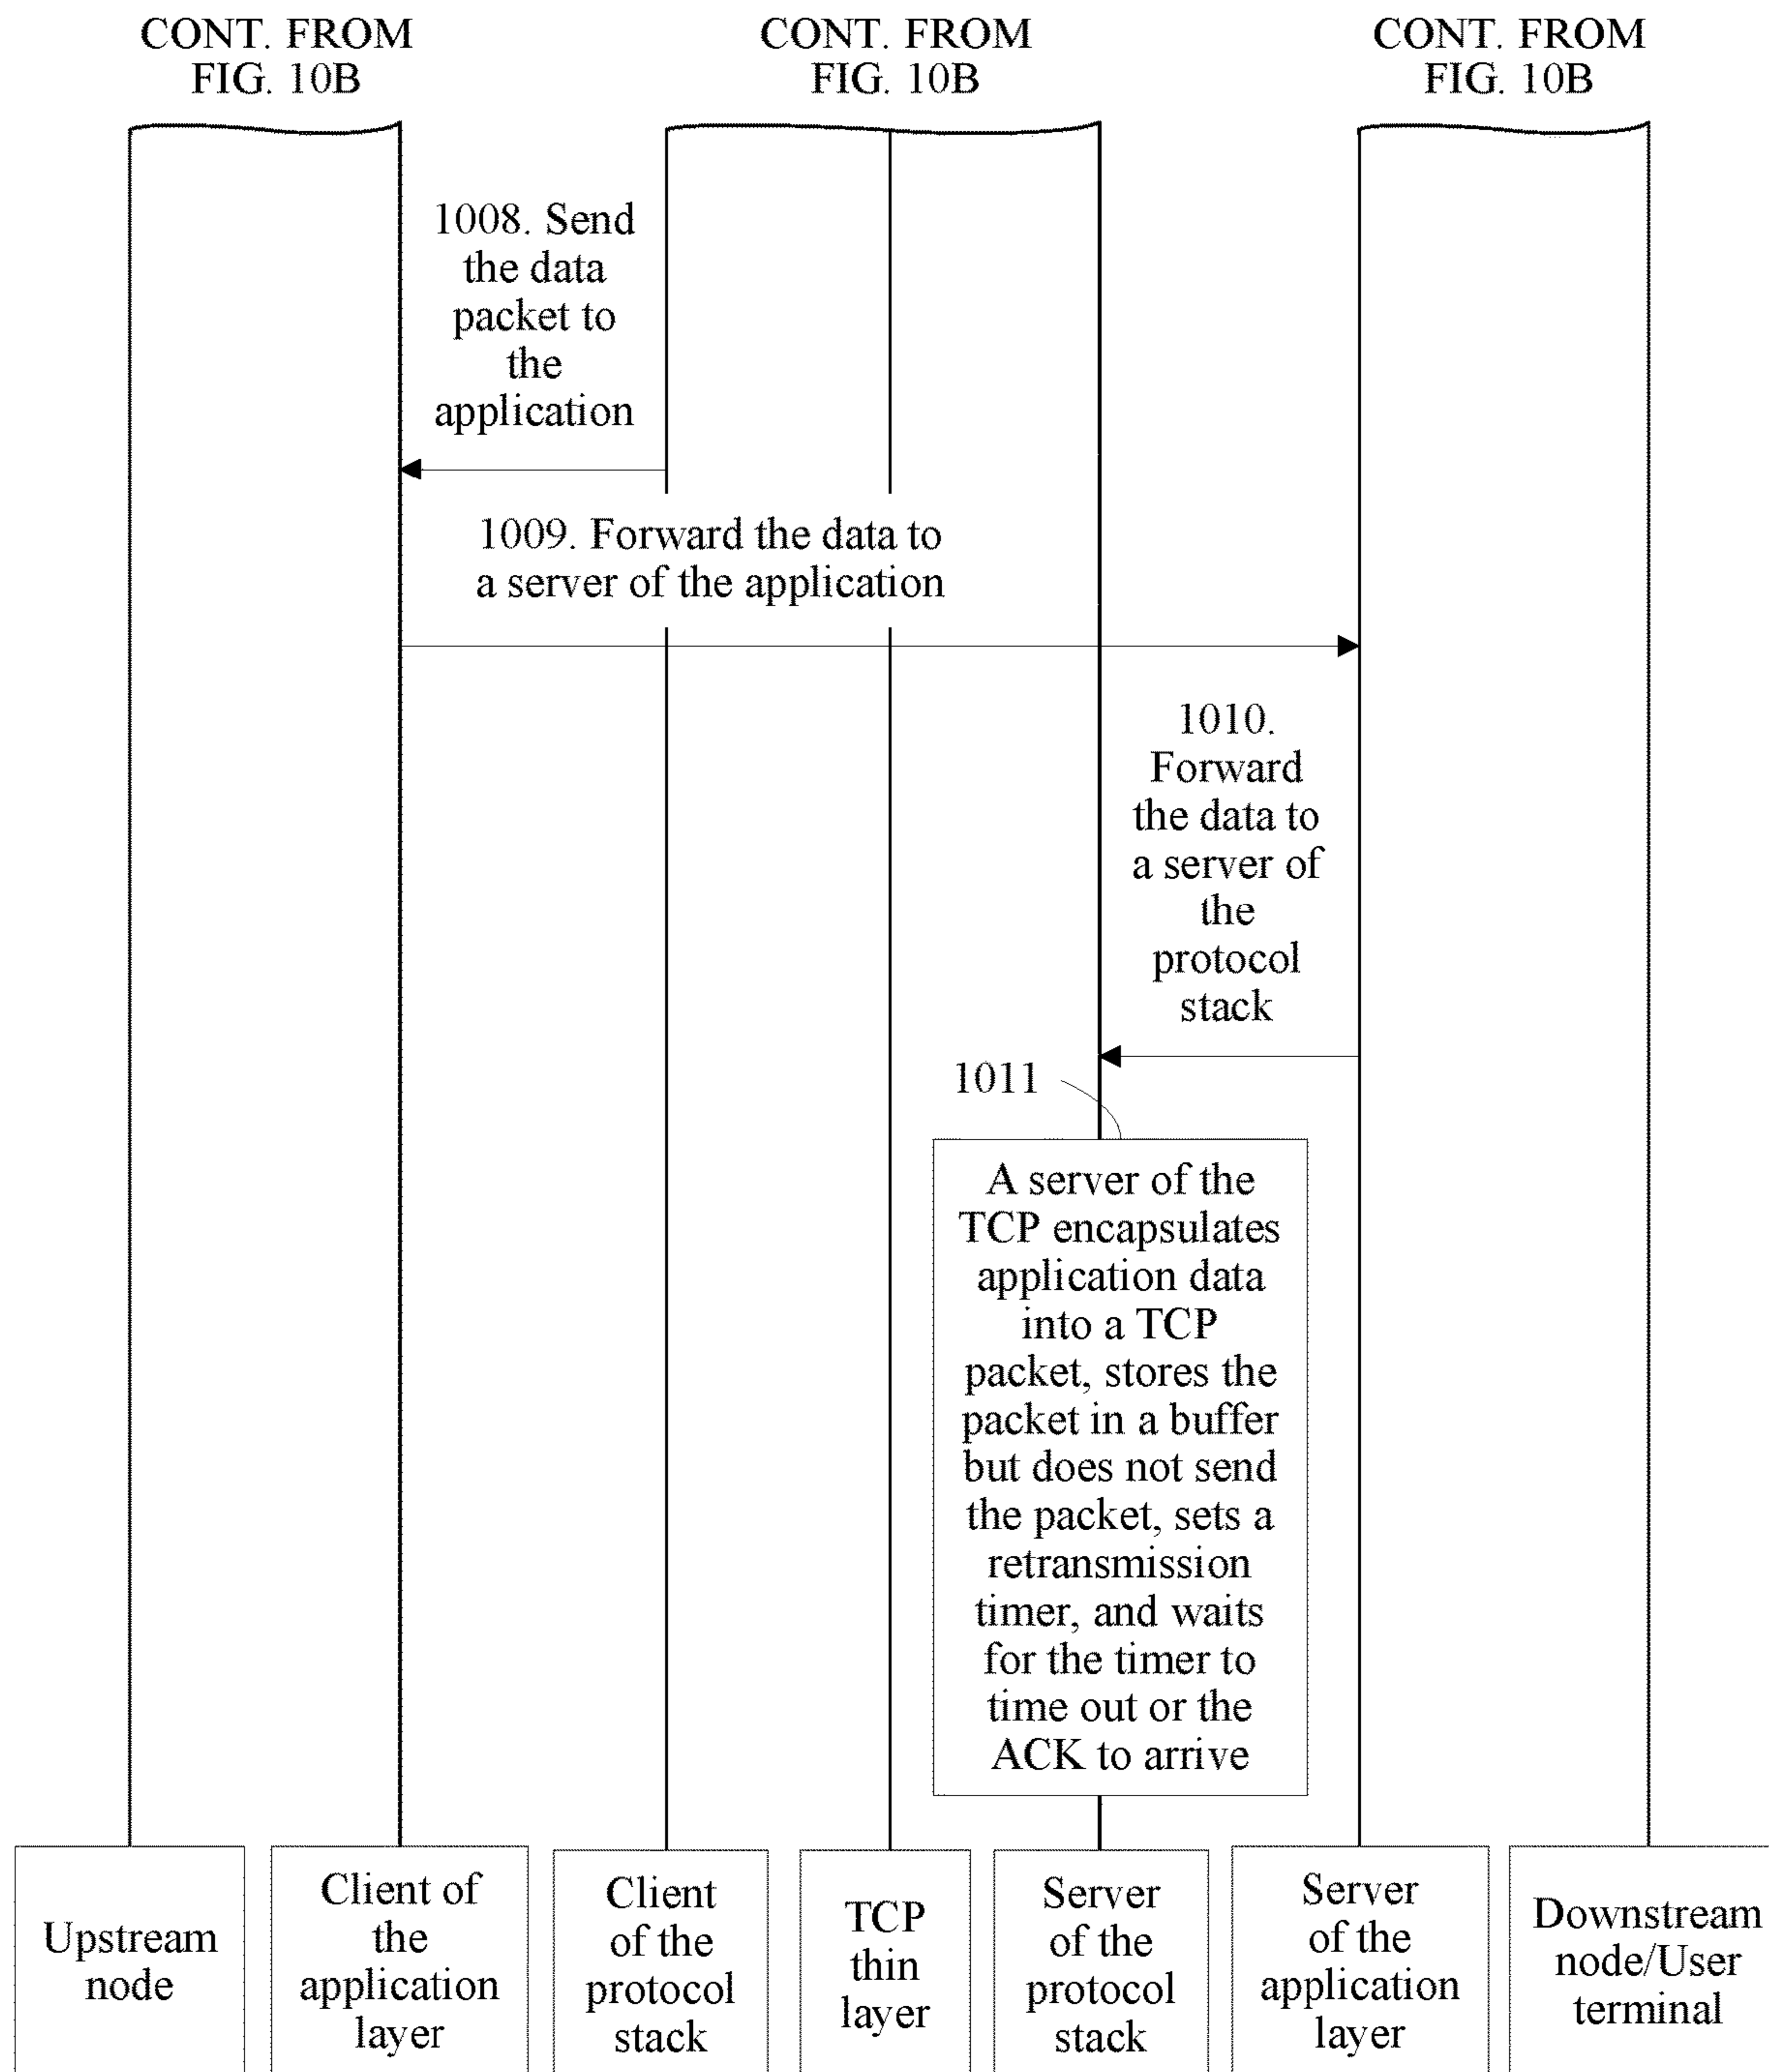 CONT. FROM
FIG. 10B
CONT. FROM
FIG. 10B
CONT. FROM
FIG. 10B
1008. Send
the data
packet to
the
application
1009. Forward the data to
a server of the application
1010.
Forward
the data to
a server of
the
protocol
stack
1011
A server of the
TCP encapsulates
application data
into a TCP
packet, stores the
packet in a buffer
but does not send
the packet, sets a
retransmission
timer, and waits
for the timer to
time out or the
ACK to arrive
Upstream
node
Client of
the
application
layer
Client
of the
protocol
stack
TCP
thin
layer
Server
of the
protocol
stack
Server
of the
application
layer
Downstream
node/User
terminal